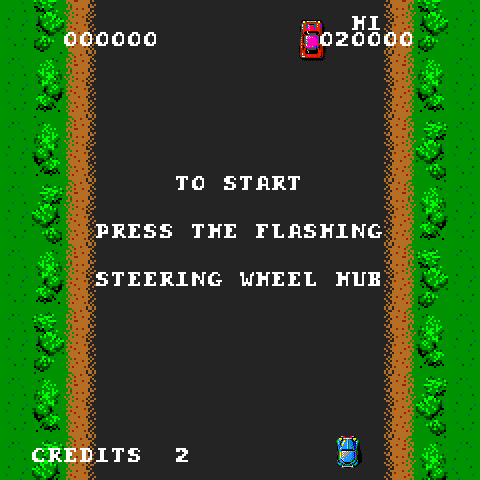 HI
000000 020000
TO START
PRESS THE FLASHING
STEERING WHEEL HUB
CREDITS 2